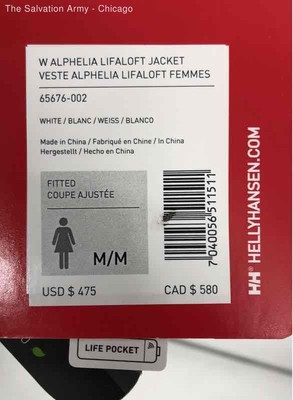 The Salvation Army - Chicago
W ALPHELIA LIFALOFT JACKET
VESTE ALPHELIA LIFALOFT FEMMES
65676-002
WHITE / BLANC / WEISS / BLANCO
Made in China / Fabriqué en Chine / In China
Hergestellt / Hecho en China
FITTED
COUPE AJUSTÉE
M/M
7 040056 511511
USD $ 475
CAD $ 580
HH HELLYHANSEN.COM
LIFE POCKET